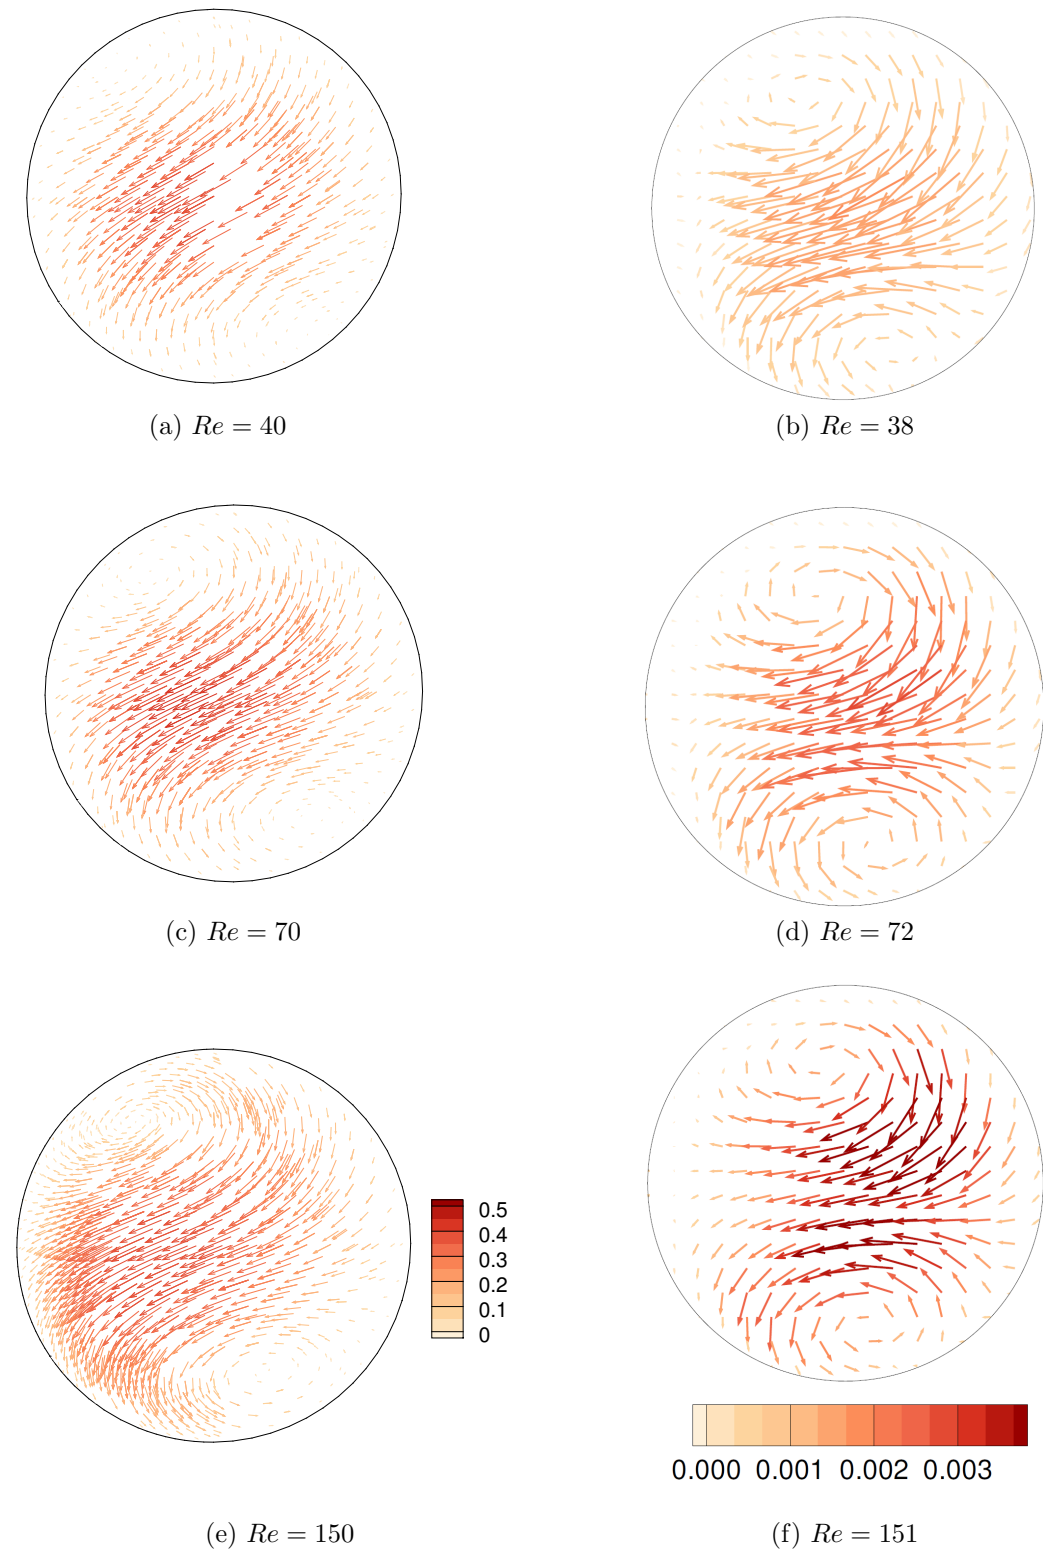 (a) Re = 40
(b) Re = 38
(c) Re = 70
(d) Re = 72
0.5
0.4
0.3
0.2
0.1
0
0.000 0.001 0.002 0.003
(e) Re = 150
(f) Re = 151